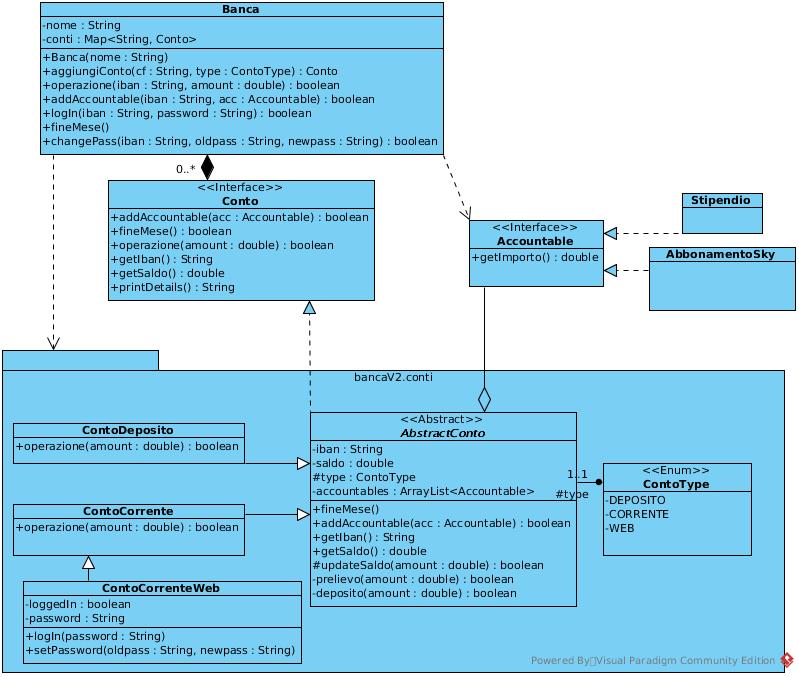 Banca
-nome : String
-conti : Map<String, Conto>
+Banca(nome : String)
+aggiungiConto(cf : String, type : ContoType) : Conto
+operazione(iban : String, amount : double) : boolean
+addAccountable(iban : String, acc : Accountable) : boolean
+logIn(iban : String, password : String) : boolean
+fineMese()
+changePass(iban : String, oldpass : String, newpass : String) : boolean
0..*
<<Interface>>
Conto
+addAccountable(acc : Accountable) : boolean
+fineMese() : boolean
+operazione(amount : double) : boolean
+getIban() : String
+getSaldo() : double
+printDetails() : String
<<Interface>>
Accountable
+getImporto() : double
Stipendio
AbbonamentoSky
bancaV2.conti
ContoDeposito
+operazione(amount : double) : boolean
ContoCorrente
+operazione(amount : double) : boolean
ContoCorrenteWeb
-loggedIn : boolean
-password : String
+logIn(password : String)
+setPassword(oldpass : String, newpass : String)
<<Abstract>>
AbstractConto
-iban : String
-saldo : double
#type : ContoType
-accountables : ArrayList<Accountable>
+fineMese()
+addAccountable(acc : Accountable) : boolean
+getIban() : String
+getSaldo() : double
#updateSaldo(amount : double) : boolean
-prelievo(amount : double) : boolean
-deposito(amount : double) : boolean
1..1
#type
<<Enum>>
ContoType
-DEPOSITO
-CORRENTE
-WEB
Powered By Visual Paradigm Community Edition